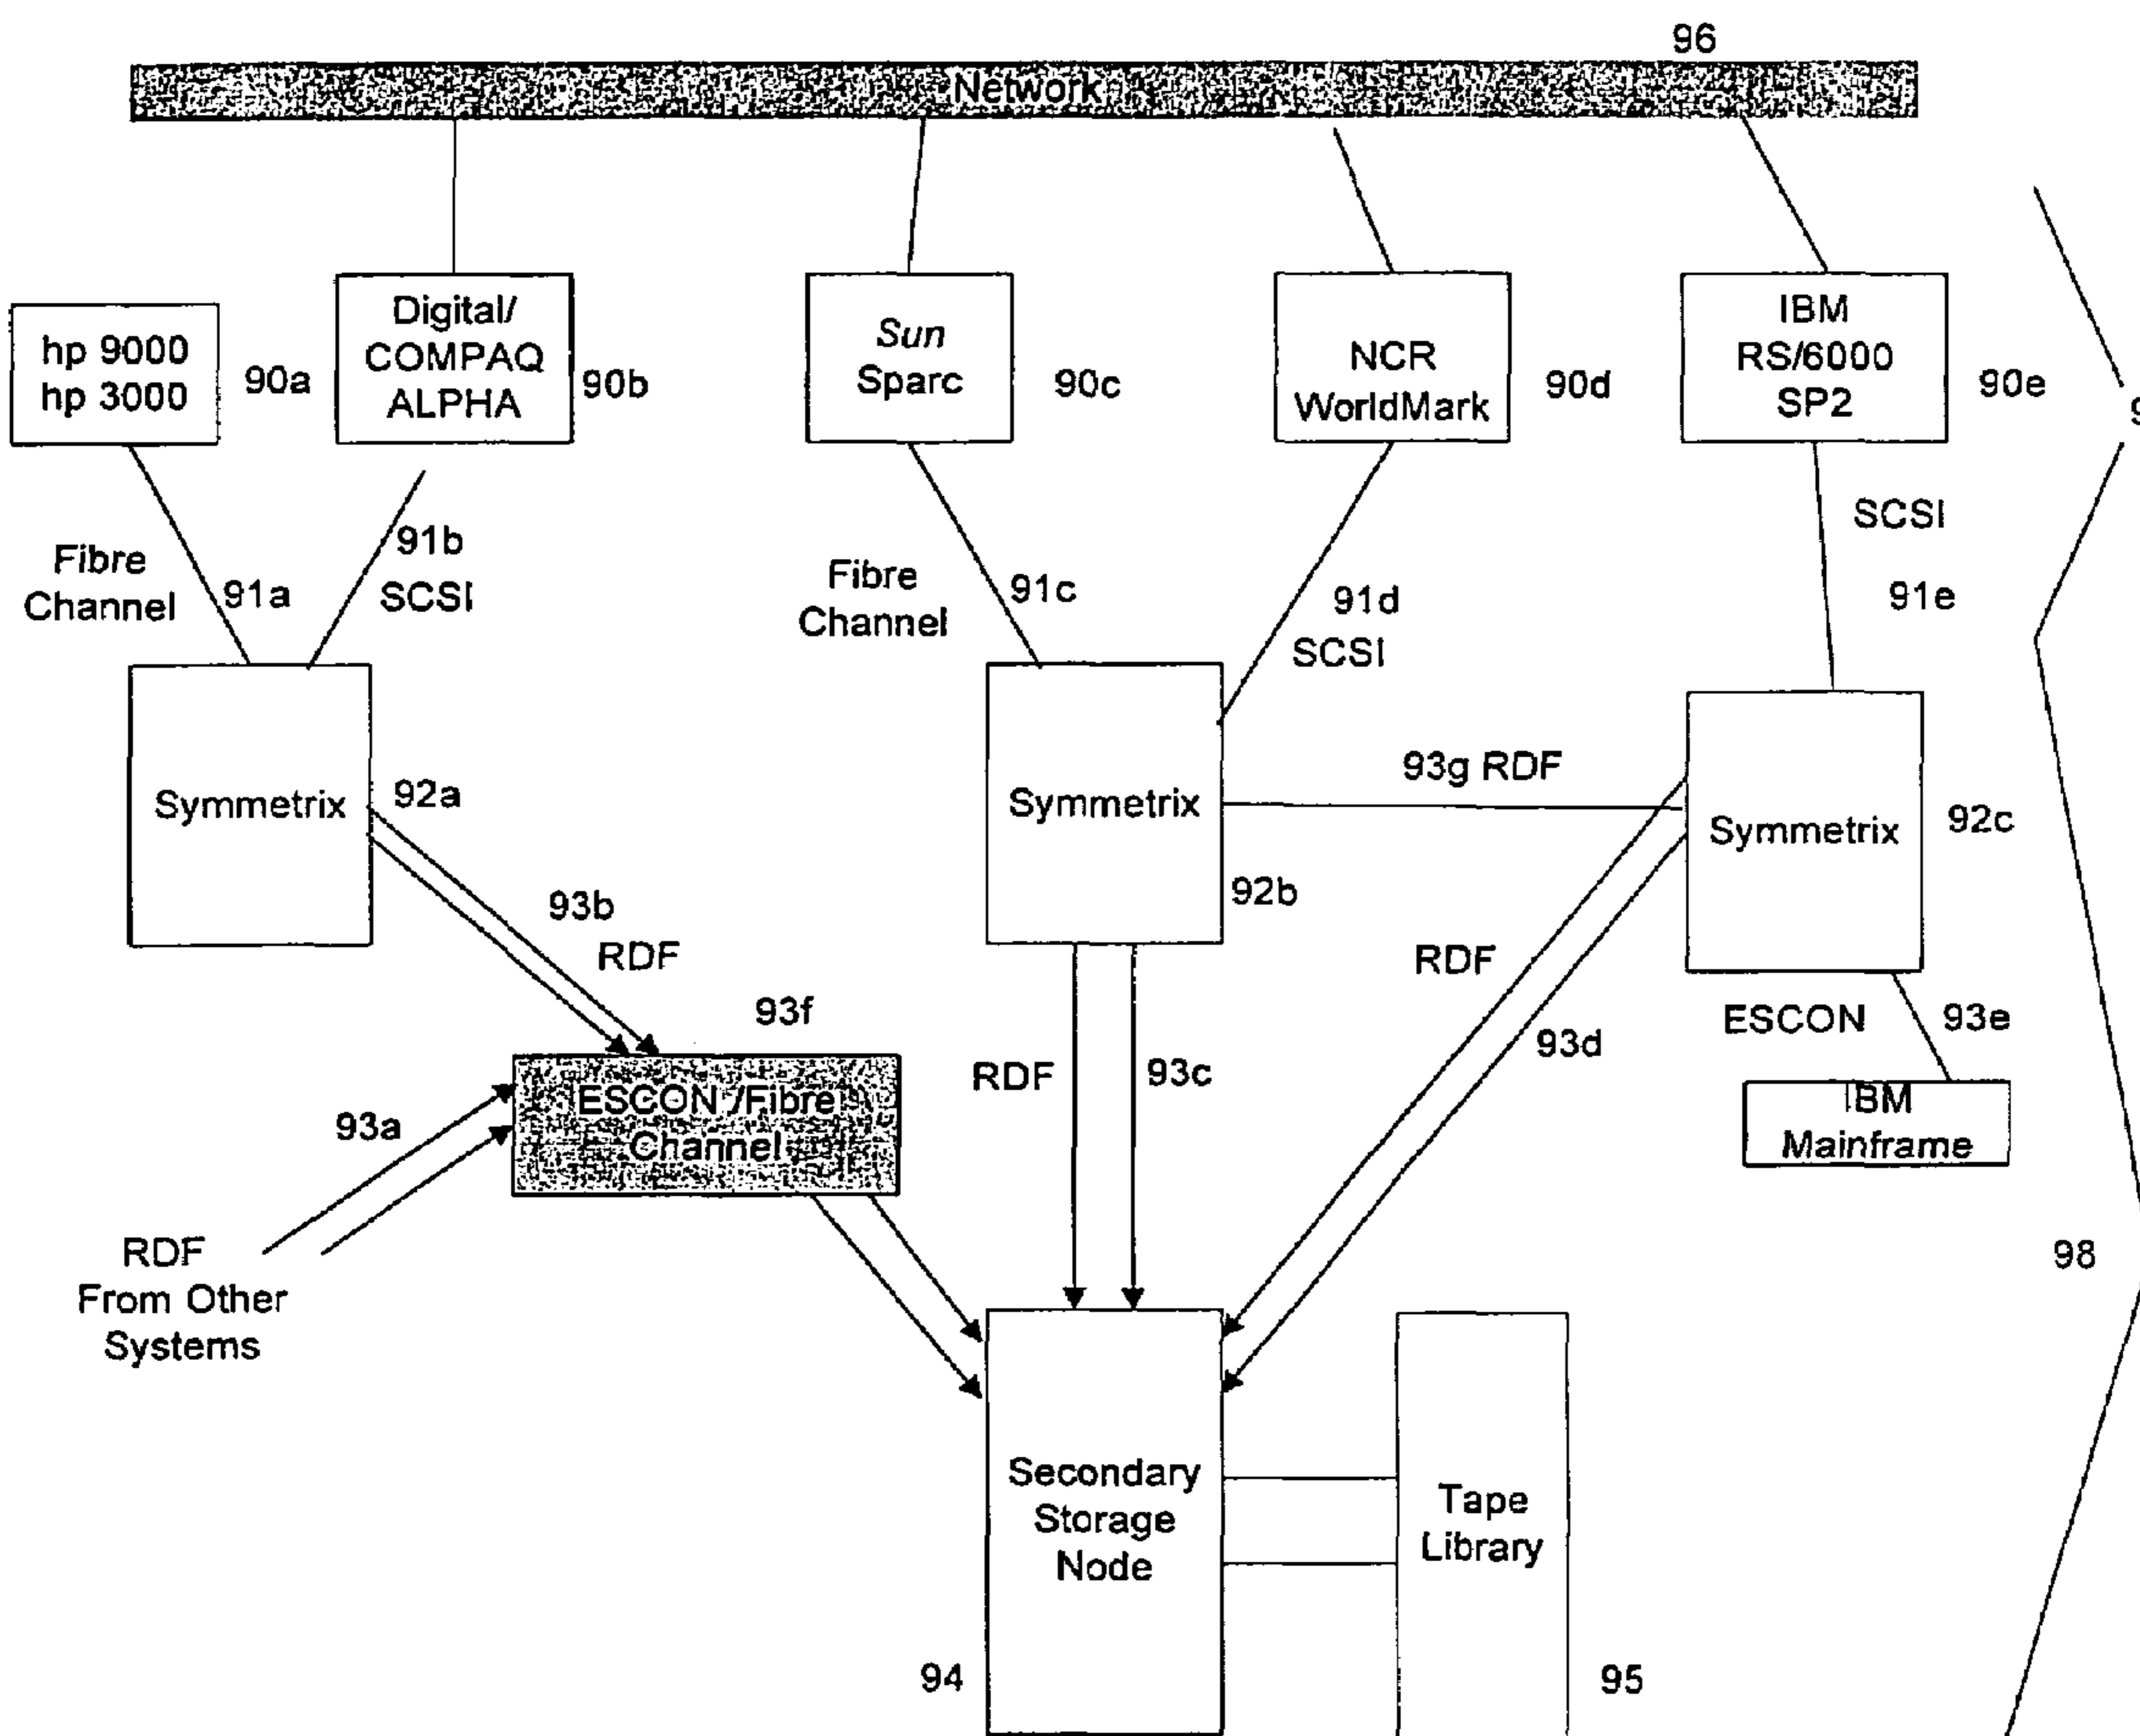 96
Network
hp 9000
hp 3000
90a
Digital/
COMPAQ
ALPHA
90b
Sun
Sparc
90c
NCR
WorldMark
90d
IBM
RS/6000
SP2
90e
Fibre
Channel
91a
91b
SCSI
Fibre
Channel
91c
91d
SCSI
SCSI
91e
Symmetrix
92a
Symmetrix
92b
93g RDF
Symmetrix
92c
93b
RDF
93f
ESCON /Fibre
Channel
93a
RDF
From Other
Systems
RDF
93c
RDF
93d
ESCON
93e
IBM
Mainframe
98
Secondary
Storage
Node
94
Tape
Library
95